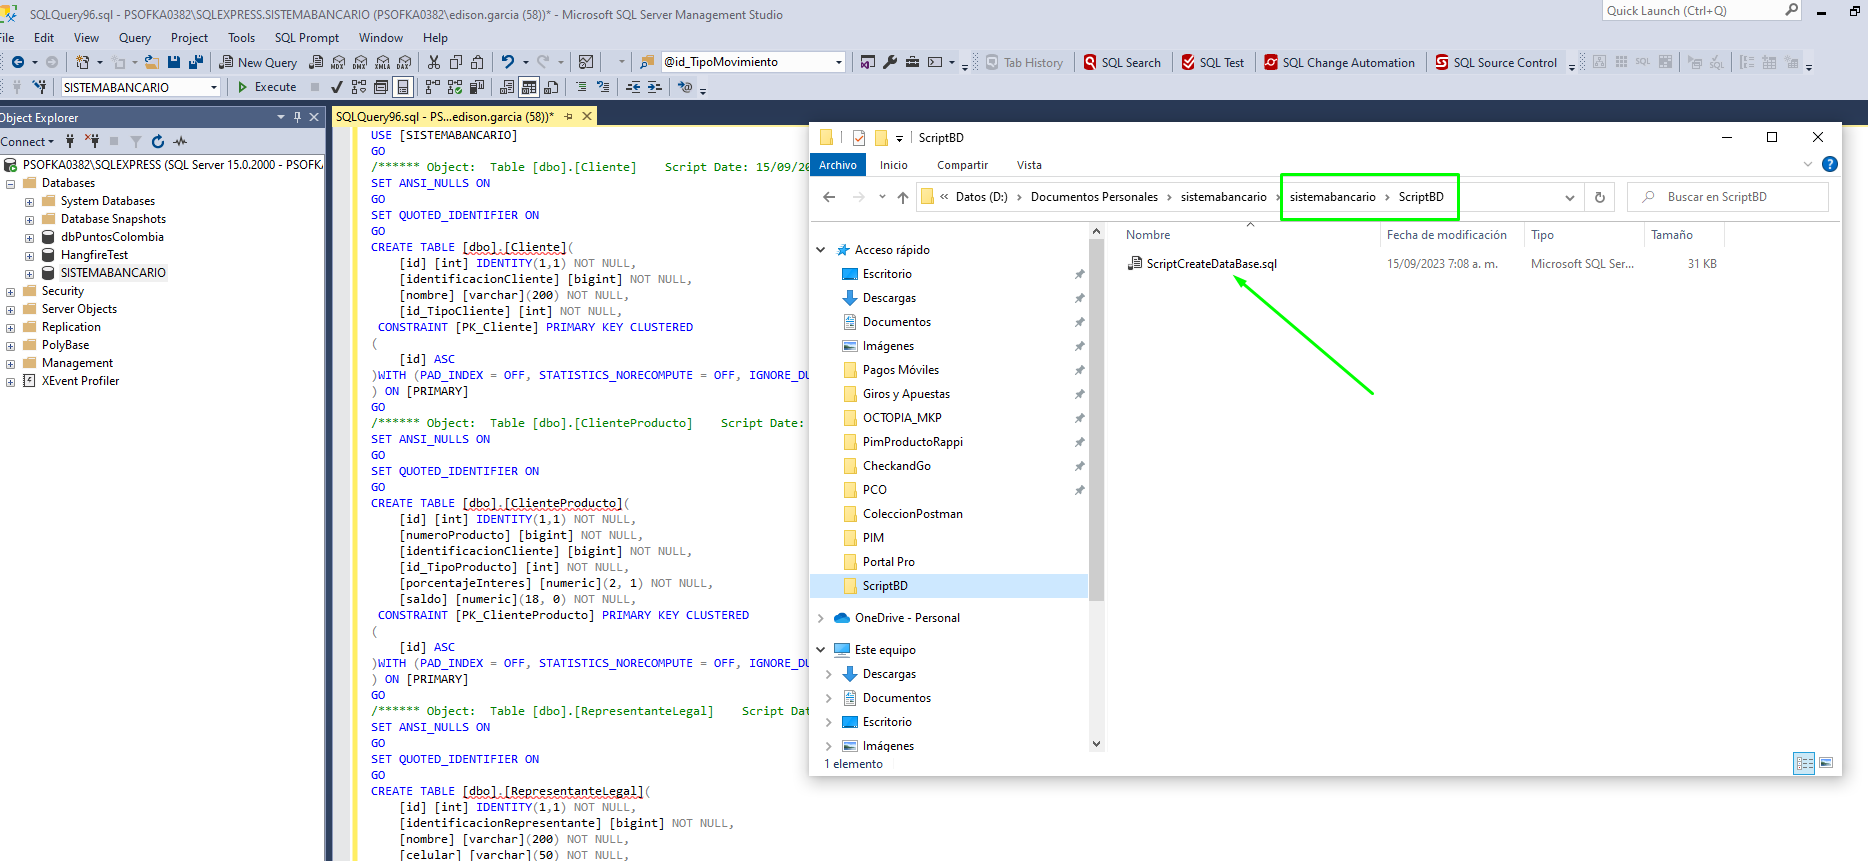 SQLQuery96.sql - PSOFKA0382\SQLEXPRESS.SISTEMABANCARIO (PSOFKA0382\edison.garcia (58))* - Microsoft SQL Server Management Studio
Quick Launch (Ctrl+Q)
File Edit View Query Project Tools SQL Prompt Window Help
New Query MDX DMX XMLA DAX @id_TipoMovimiento Tab History SQL Search SQL Test SQL Change Automation SQL Source Control
SISTEMABANCARIO Execute
Object Explorer
Connect
PSOFKA0382\SQLEXPRESS (SQL Server 15.0.2000 - PSOFKA
Databases
System Databases
Database Snapshots
dbPuntosColombia
HangfireTest
SISTEMABANCARIO
Security
Server Objects
Replication
PolyBase
Management
XEvent Profiler
SQLQuery96.sql - PS...edison.garcia (58))*
USE [SISTEMABANCARIO]
GO
/****** Object:  Table [dbo].[Cliente]    Script Date: 15/09/20
SET ANSI_NULLS ON
GO
SET QUOTED_IDENTIFIER ON
GO
CREATE TABLE [dbo].[Cliente](
[id] [int] IDENTITY(1,1) NOT NULL,
[identificacionCliente] [bigint] NOT NULL,
[nombre] [varchar](200) NOT NULL,
[id_TipoCliente] [int] NOT NULL,
CONSTRAINT [PK_Cliente] PRIMARY KEY CLUSTERED
(
[id] ASC
)WITH (PAD_INDEX = OFF, STATISTICS_NORECOMPUTE = OFF, IGNORE_DU
) ON [PRIMARY]
GO
/****** Object:  Table [dbo].[ClienteProducto]    Script Date:
SET ANSI_NULLS ON
GO
SET QUOTED_IDENTIFIER ON
GO
CREATE TABLE [dbo].[ClienteProducto](
[id] [int] IDENTITY(1,1) NOT NULL,
[numeroProducto] [bigint] NOT NULL,
[identificacionCliente] [bigint] NOT NULL,
[id_TipoProducto] [int] NOT NULL,
[porcentajeInteres] [numeric](2, 1) NOT NULL,
[saldo] [numeric](18, 0) NOT NULL,
CONSTRAINT [PK_ClienteProducto] PRIMARY KEY CLUSTERED
(
[id] ASC
)WITH (PAD_INDEX = OFF, STATISTICS_NORECOMPUTE = OFF, IGNORE_DU
) ON [PRIMARY]
GO
/****** Object:  Table [dbo].[RepresentanteLegal]    Script Dat
SET ANSI_NULLS ON
GO
SET QUOTED_IDENTIFIER ON
GO
CREATE TABLE [dbo].[RepresentanteLegal](
[id] [int] IDENTITY(1,1) NOT NULL,
[identificacionRepresentante] [bigint] NOT NULL,
[nombre] [varchar](200) NOT NULL,
[celular] [varchar](50) NOT NULL,
ScriptBD
Archivo Inicio Compartir Vista
« Datos (D:) › Documentos Personales › sistemabancario › sistemabancario › ScriptBD
Buscar en ScriptBD
Nombre Fecha de modificación Tipo Tamaño
ScriptCreateDataBase.sql 15/09/2023 7:08 a. m. Microsoft SQL Ser... 31 KB
Acceso rápido
Escritorio
Descargas
Documentos
Imágenes
Pagos Móviles
Giros y Apuestas
OCTOPIA_MKP
PimProductoRappi
CheckandGo
PCO
ColeccionPostman
PIM
Portal Pro
ScriptBD
OneDrive - Personal
Este equipo
Descargas
Documentos
Escritorio
Imágenes
1 elemento